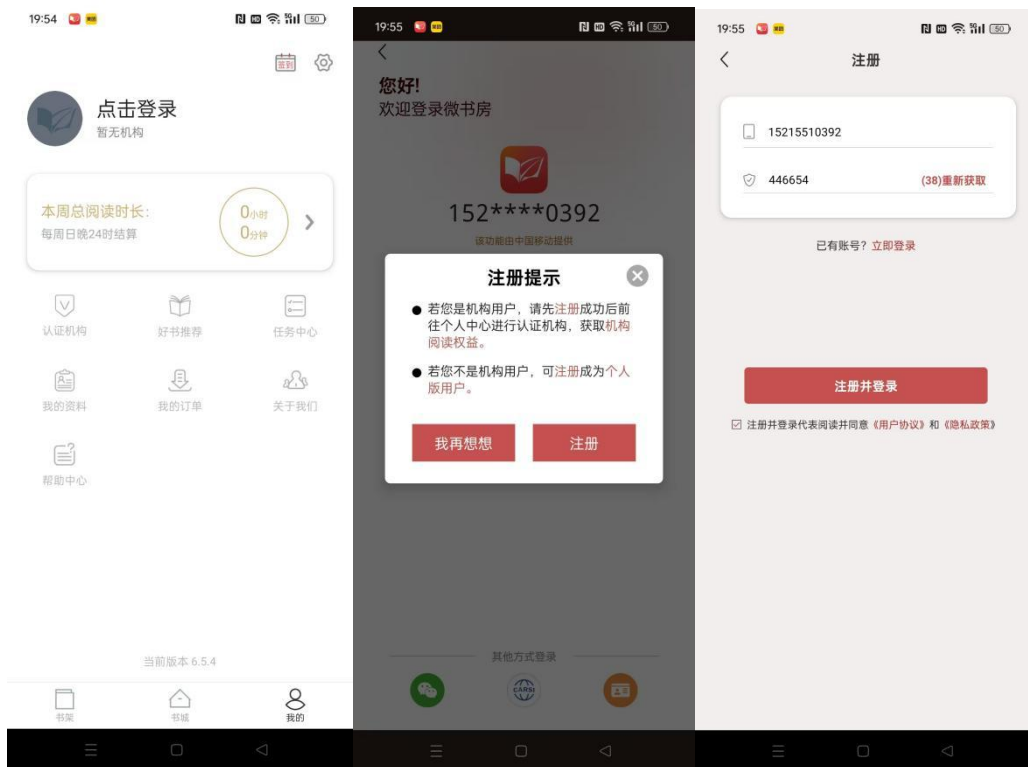 19:54
50
签到
点击登录
暂无机构
本周总阅读时长:
每周日晚24时结算
0小时
0分钟
认证机构
好书推荐
任务中心
我的资料
我的订单
关于我们
帮助中心
当前版本 6.5.4
书架
书城
我的
19:55
HD
5G
50
您好!
欢迎登录微书房
152****0392
该功能由中国移动提供
注册提示
若您是机构用户，请先注册成功后前
往个人中心进行认证机构，获取机构
阅读权益。
若您不是机构用户，可注册成为个人
版用户。
我再想想
注册
其他方式登录
CARSI
19:55
HD
5G
50
注册
15215510392
446654
(38)重新获取
已有账号？立即登录
注册并登录
注册并登录代表阅读并同意《用户协议》和《隐私政策》